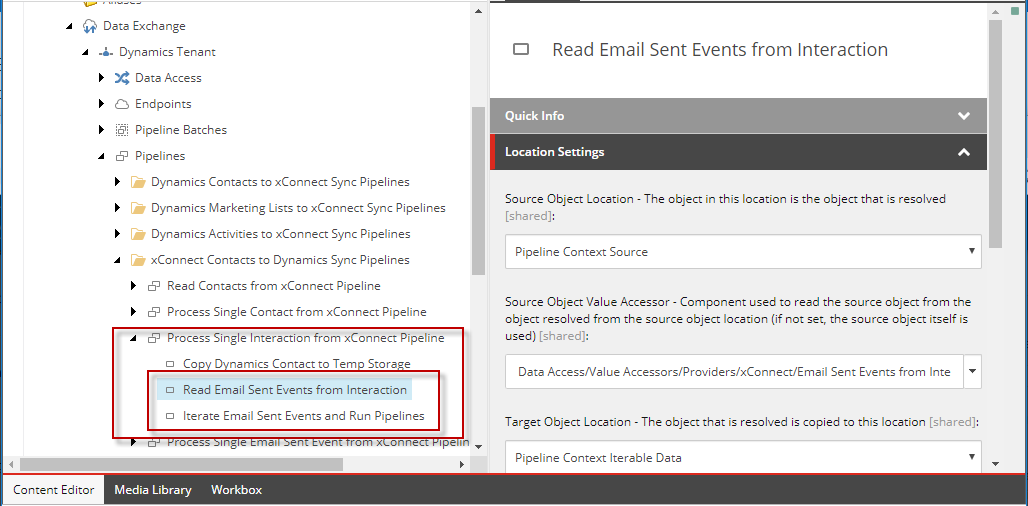 Data Exchange
Dynamics Tenant
Data Access
Endpoints
Pipeline Batches
Pipelines
Dynamics Contacts to xConnect Sync Pipelines
Dynamics Marketing Lists to xConnect Sync Pipelines
Dynamics Activities to xConnect Sync Pipelines
xConnect Contacts to Dynamics Sync Pipelines
Read Contacts from xConnect Pipeline
Process Single Contact from xConnect Pipeline
Process Single Interaction from xConnect Pipeline
Copy Dynamics Contact to Temp Storage
Read Email Sent Events from Interaction
Iterate Email Sent Events and Run Pipelines
Process Single Email Sent Event from xConnect Pipelin
Read Email Sent Events from Interaction
Quick Info
Location Settings
Source Object Location - The object in this location is the object that is resolved
[shared]:
Pipeline Context Source
Source Object Value Accessor - Component used to read the source object from the
object resolved from the source object location (if not set, the source object itself is
used) [shared]:
Data Access/Value Accessors/Providers/xConnect/Email Sent Events from Inte
Target Object Location - The object that is resolved is copied to this location [shared]:
Pipeline Context Iterable Data
Content Editor
Media Library
Workbox